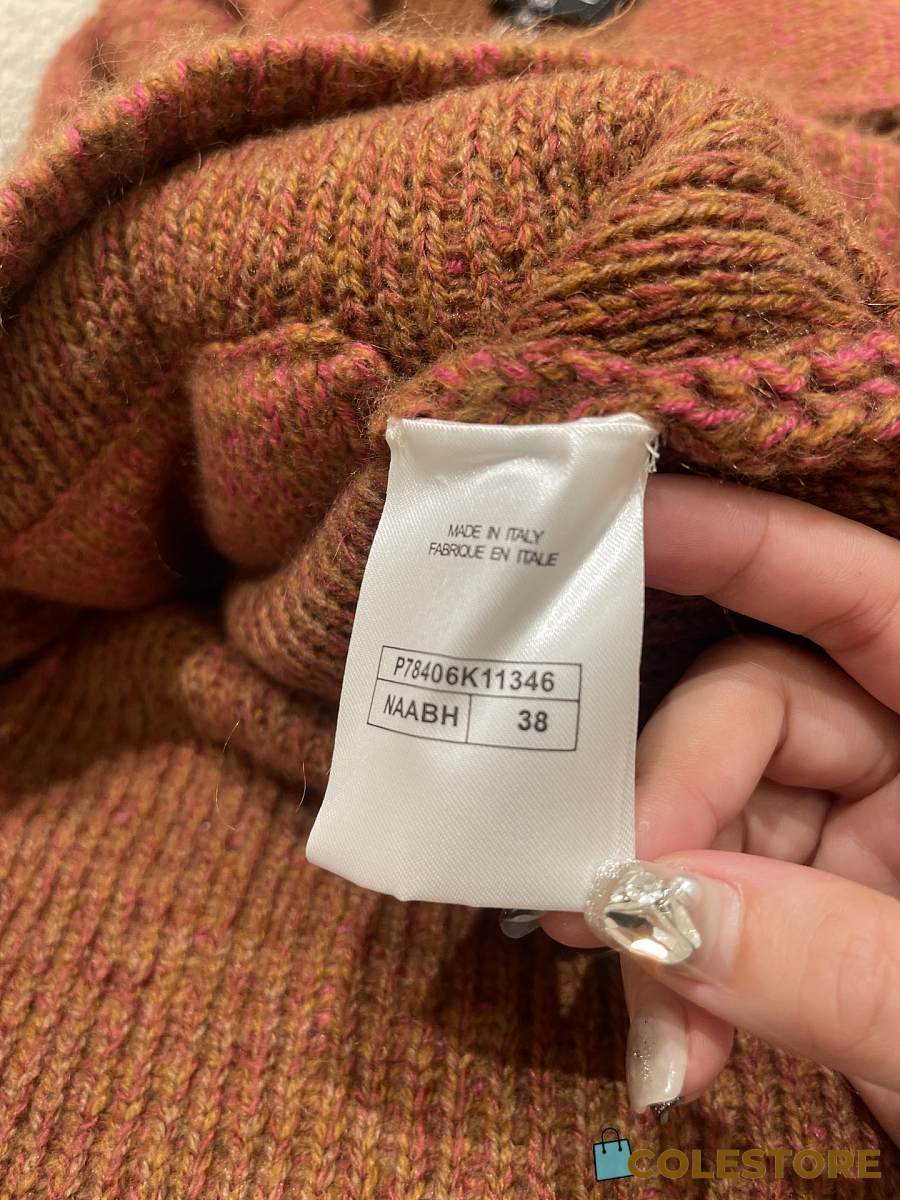 MADE IN ITALY
FABRIQUE EN ITALIE
P78406K11346
NAABH 38
COLESTORE